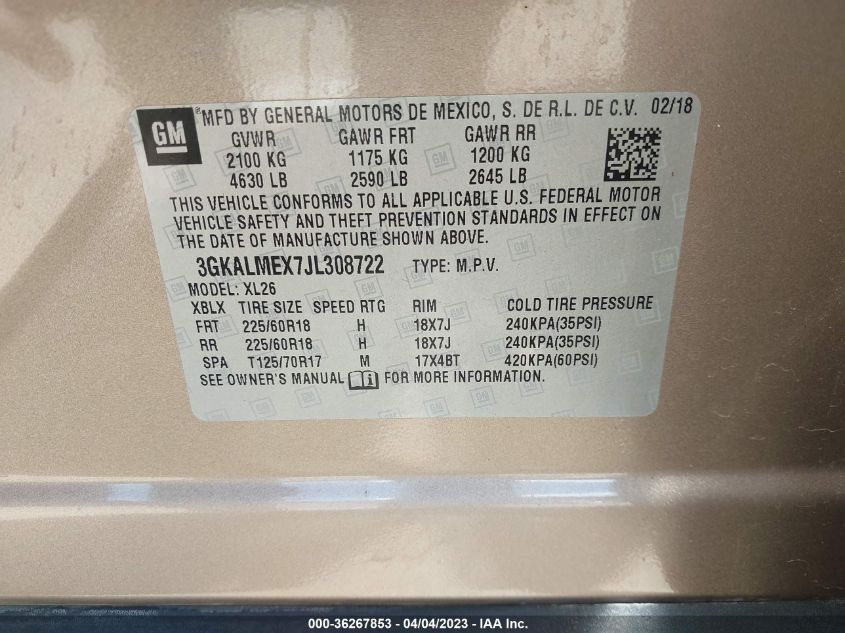 GM ® MFD BY GENERAL MOTORS DE MEXICO, S. DE R.L. DE C.V. 02/18
GVWR GAWR FRT GAWR RR
2100 KG 1175 KG 1200 KG
4630 LB 2590 LB 2645 LB
THIS VEHICLE CONFORMS TO ALL APPLICABLE U.S. FEDERAL MOTOR
VEHICLE SAFETY AND THEFT PREVENTION STANDARDS IN EFFECT ON
THE DATE OF MANUFACTURE SHOWN ABOVE.
3GKALMEX7JL308722 TYPE: M.P.V.
MODEL: XL26
XBLX TIRE SIZE SPEED RTG RIM COLD TIRE PRESSURE
FRT 225/60R18 H 18X7J 240KPA(35PSI)
RR 225/60R18 H 18X7J 240KPA(35PSI)
SPA T125/70R17 M 17X4BT 420KPA(60PSI)
SEE OWNER'S MANUAL FOR MORE INFORMATION.
000-36267853 - 04/04/2023 - IAA Inc.